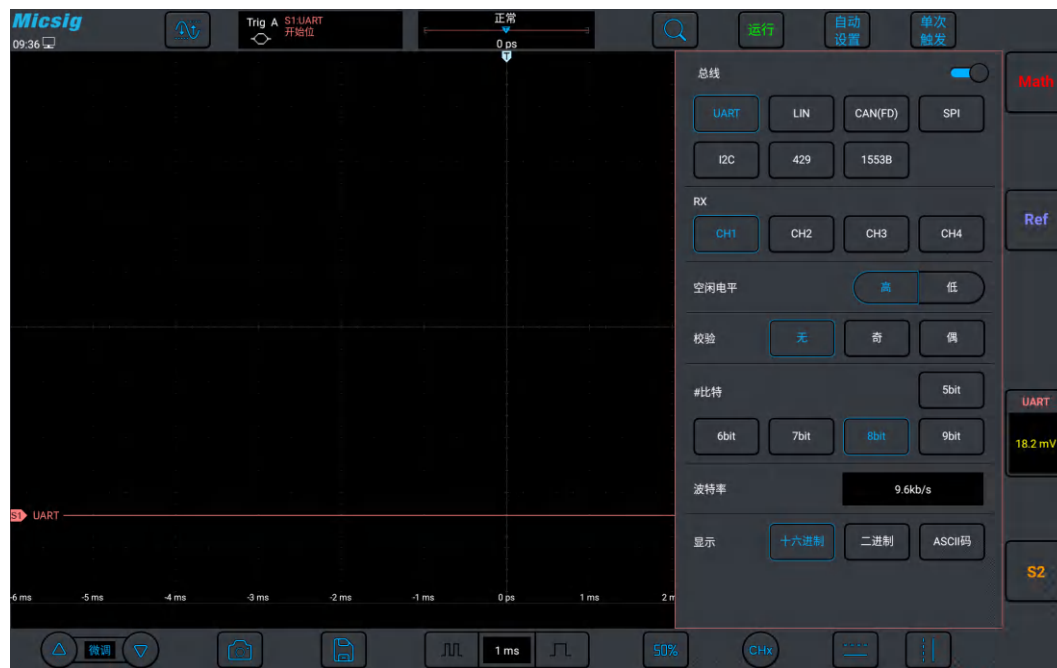 Micsig
09:36
Trig A S1:UART
开始位
正常
0 ps
运行
自动
设置
单次
触发
T
总线
UART LIN CAN(FD) SPI
I2C 429 1553B
RX
CH1 CH2 CH3 CH4
空闲电平 高 低
校验 无 奇 偶
#比特 5bit
6bit 7bit 8bit 9bit
波特率 9.6kb/s
显示 十六进制 二进制 ASCII码
Math
Ref
UART
18.2 mV
S2
S1 UART
-6 ms -5 ms -4 ms -3 ms -2 ms -1 ms 0 ps 1 ms 2 m
微调
1 ms
50%
CHx